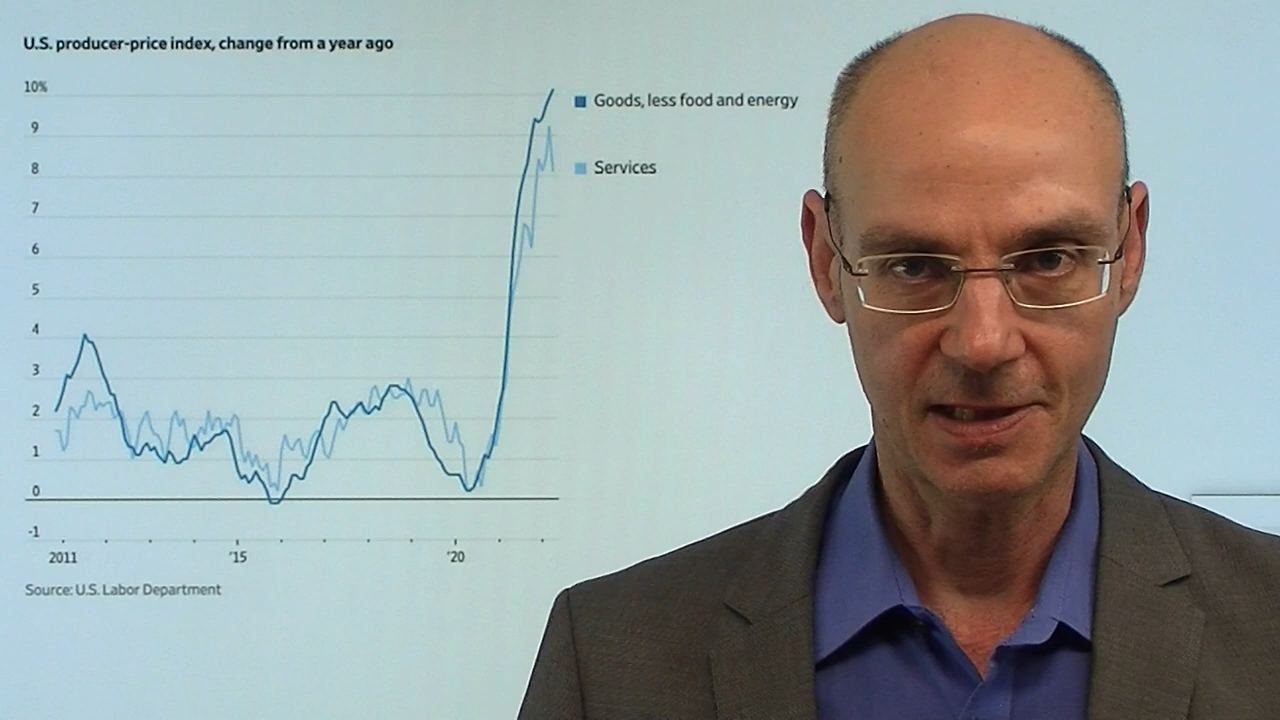 U.S. producer-price index, change from a year ago
10%
Goods, less food and energy
9
8
Services
7
6
5
4
3
2
1
0
-1
2011 '15 '20
Source: U.S. Labor Department